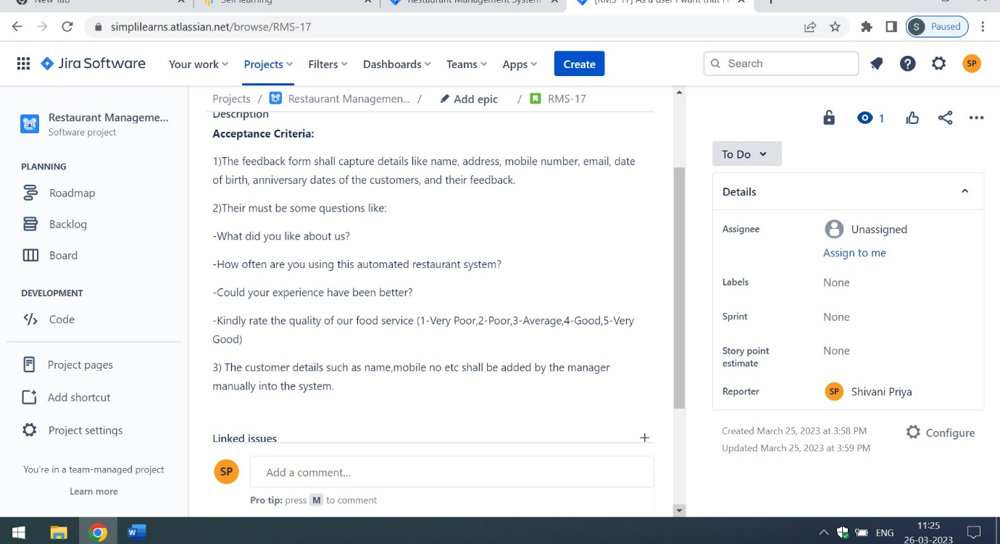 New Tab
Self learning
Restaurant Management System
[RMS-17] As a user I want that
simplilearns.atlassian.net/browse/RMS-17
S Paused
Jira Software
Your work
Projects
Filters
Dashboards
Teams
Apps
Create
Search
SP
Restaurant Manageme...
Software project
PLANNING
Roadmap
Backlog
Board
DEVELOPMENT
Code
Project pages
Add shortcut
Project settings
You're in a team-managed project
Learn more
Projects / Restaurant Managemen... / Add epic / RMS-17
Description
Acceptance Criteria:
1)The feedback form shall capture details like name, address, mobile number, email, date
of birth, anniversary dates of the customers, and their feedback.
2)Their must be some questions like:
-What did you like about us?
-How often are you using this automated restaurant system?
-Could your experience have been better?
-Kindly rate the quality of our food service (1-Very Poor,2-Poor,3-Average,4-Good,5-Very
Good)
3) The customer details such as name,mobile no etc shall be added by the manager
manually into the system.
Linked issues
SP
Add a comment...
Pro tip: press M to comment
1
To Do
Details
Assignee
Unassigned
Assign to me
Labels
None
Sprint
None
Story point
estimate
None
Reporter
SP Shivani Priya
Created March 25, 2023 at 3:58 PM
Updated March 25, 2023 at 3:59 PM
Configure
W
ENG
11:25
26-03-2023